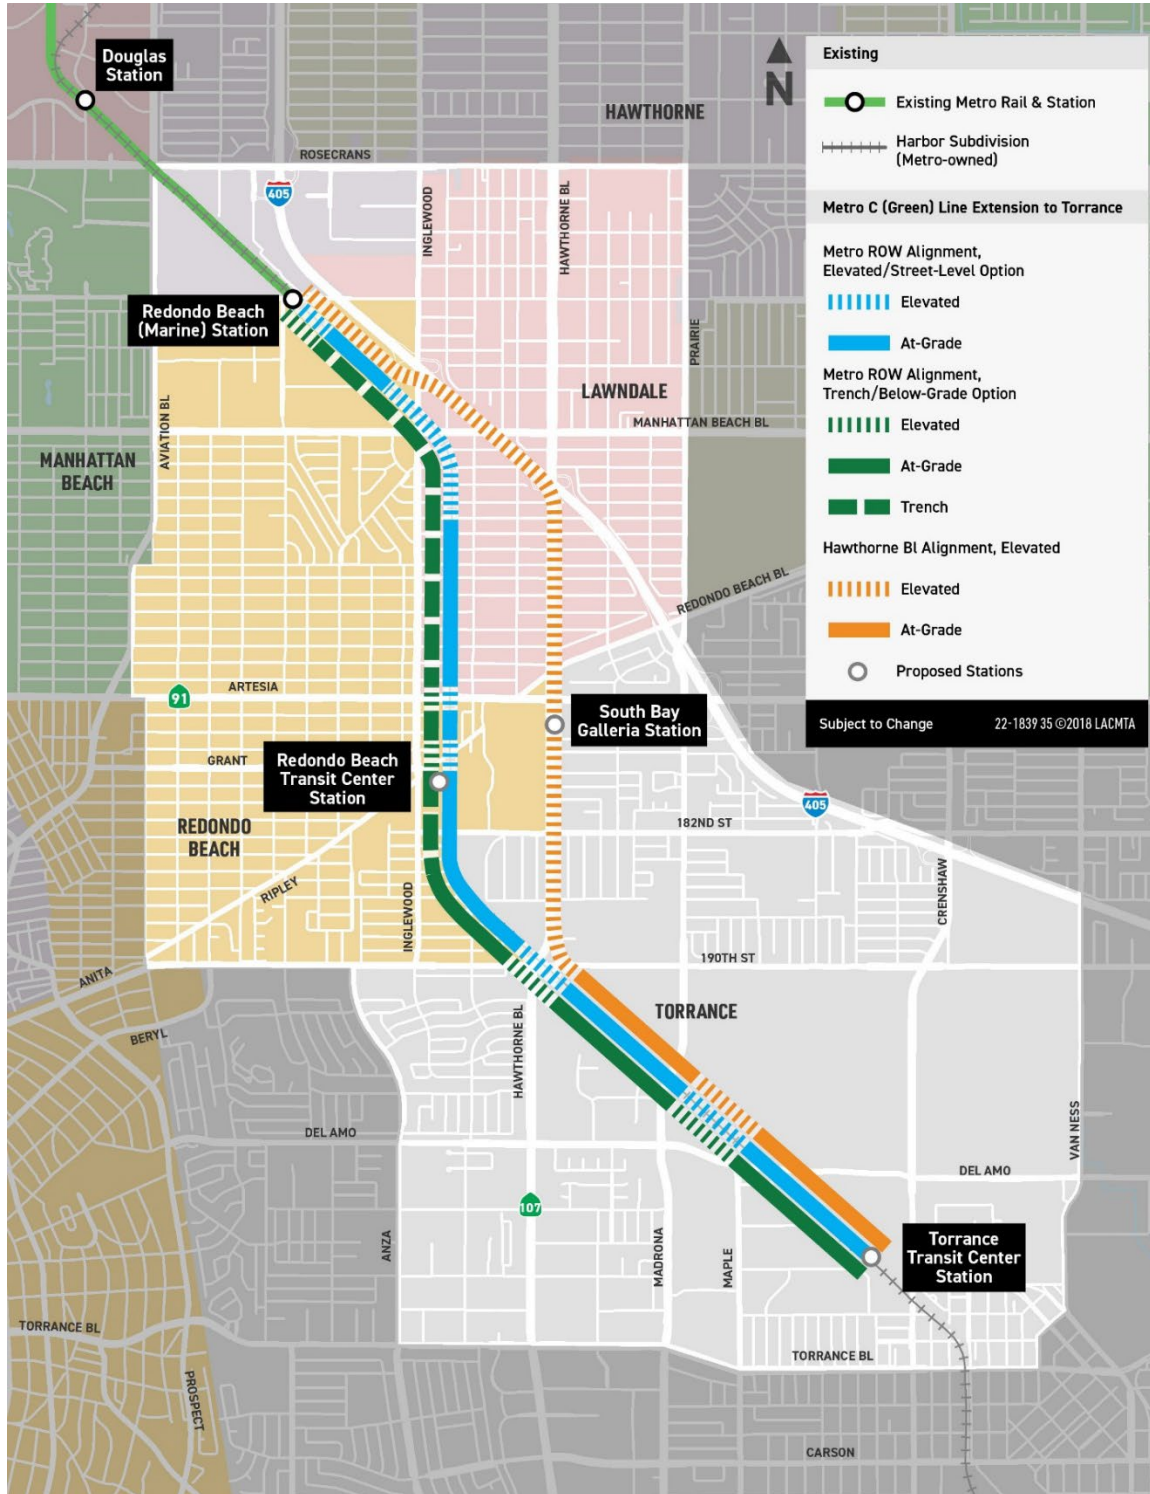 Douglas
Station
HAWTHORNE
N
ROSECRANS
405
INGLEWOOD
HAWTHORNE BL
Redondo Beach
(Marine) Station
PRAIRIE
LAWNDALE
AVIATION BL
MANHATTAN BEACH BL
MANHATTAN
BEACH
REDONDO BEACH BL
ARTESIA
91
South Bay
Galleria Station
GRANT
Redondo Beach
Transit Center
Station
REDONDO
BEACH
405
182ND ST
RIPLEY
INGLEWOOD
CRENSHAW
190TH ST
ANITA
BERYL
HAWTHORNE BL
TORRANCE
DEL AMO
VAN NESS
DEL AMO
107
ANZA
MADRONA
MAPLE
Torrance
Transit Center
Station
TORRANCE BL
TORRANCE BL
PROSPECT
CARSON
Existing
Existing Metro Rail & Station
Harbor Subdivision
(Metro-owned)
Metro C (Green) Line Extension to Torrance
Metro ROW Alignment,
Elevated/Street-Level Option
Elevated
At-Grade
Metro ROW Alignment,
Trench/Below-Grade Option
Elevated
At-Grade
Trench
Hawthorne Bl Alignment, Elevated
Elevated
At-Grade
Proposed Stations
Subject to Change 22-1839 35 ©2018 LACMTA